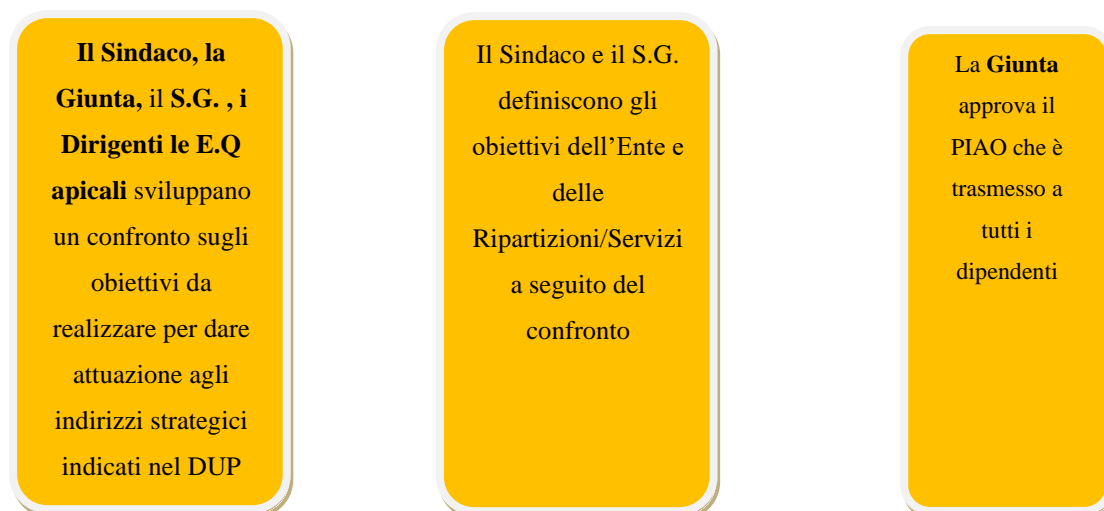 Il Sindaco, la
Giunta, il S.G. , i
Dirigenti le E.Q
apicali sviluppano
un confronto sugli
obiettivi da
realizzare per dare
attuazione agli
indirizzi strategici
indicati nel DUP
Il Sindaco e il S.G.
definiscono gli
obiettivi dell’Ente e
delle
Ripartizioni/Servizi
a seguito del
confronto
La Giunta
approva il
PIAO che è
trasmesso a
tutti i
dipendenti